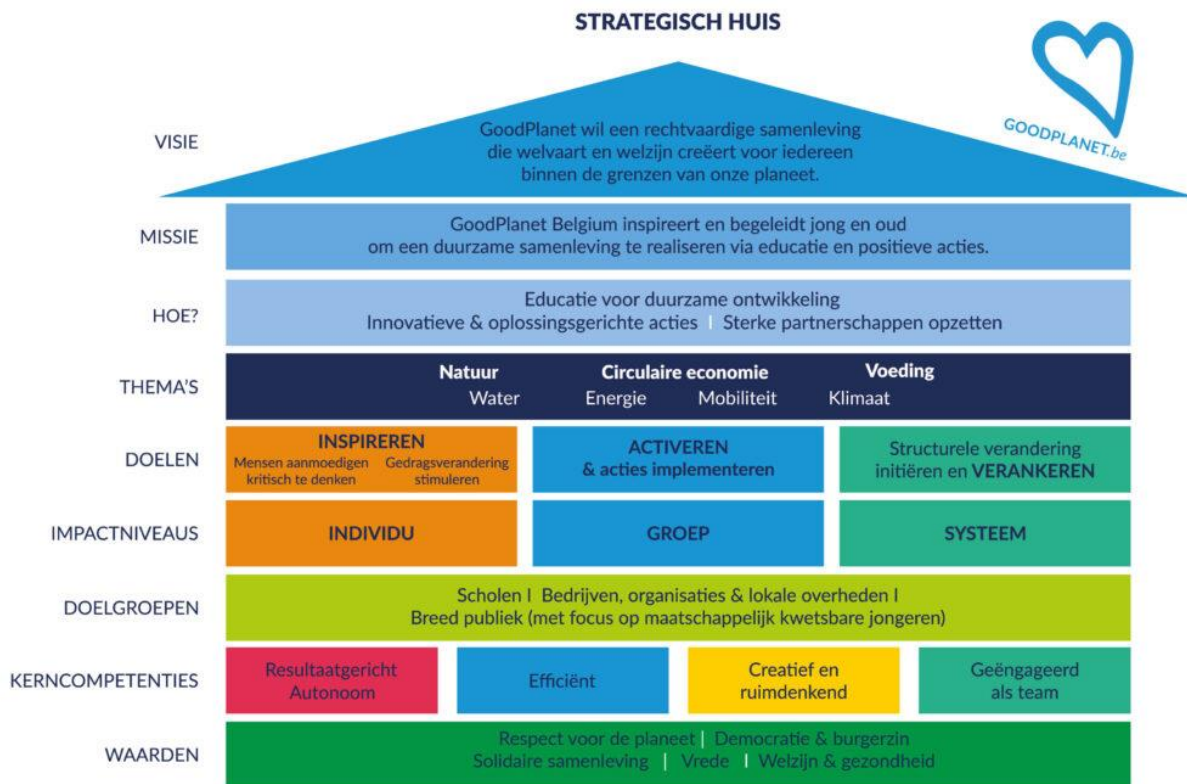 STRATEGISCH HUIS
GOODPLANET.be
VISIE
GoodPlanet wil een rechtvaardige samenleving
die welvaart en welzijn creëert voor iedereen
binnen de grenzen van onze planeet.
MISSIE
GoodPlanet Belgium inspireert en begeleidt jong en oud
om een duurzame samenleving te realiseren via educatie en positieve acties.
HOE?
Educatie voor duurzame ontwikkeling
Innovatieve & oplossingsgerichte acties | Sterke partnerschappen opzetten
THEMA'S
Natuur Circulaire economie Voeding
Water Energie Mobiliteit Klimaat
DOELEN
INSPIREREN
Mensen aanmoedigen Gedragsverandering
kritisch te denken stimuleren
ACTIVEREN
& acties implementeren
Structurele verandering
initiëren en VERANKEREN
IMPACTNIVEAUS
INDIVIDU
GROEP
SYSTEEM
DOELGROEPEN
Scholen I Bedrijven, organisaties & lokale overheden I
Breed publiek (met focus op maatschappelijk kwetsbare jongeren)
KERNCOMPETENTIES
Resultaatgericht
Autonoom
Efficiënt
Creatief en
ruimdenkend
Geëngageerd
als team
WAARDEN
Respect voor de planeet | Democratie & burgerzin
Solidaire samenleving | Vrede | Welzijn & gezondheid